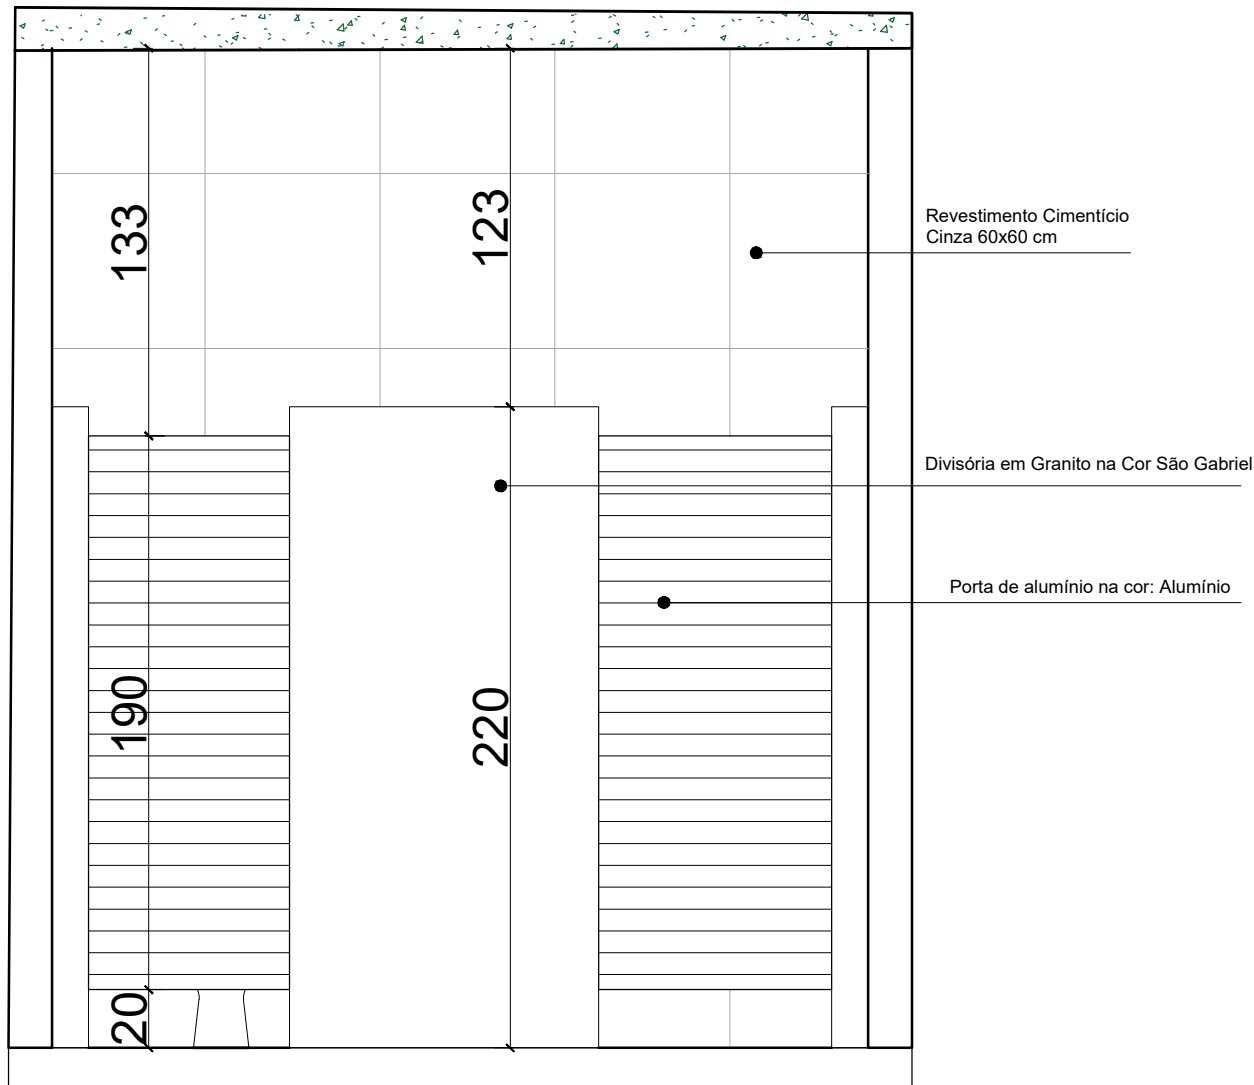 133
123
Revestimento Cimentício
Cinza 60x60 cm
Divisória em Granito na Cor São Gabriel
Porta de alumínio na cor: Alumínio
190
220
20